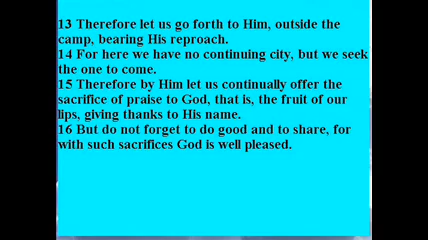 13 Therefore let us go forth to Him, outside the
camp, bearing His reproach.
14 For here we have no continuing city, but we seek
the one to come.
15 Therefore by Him let us continually offer the
sacrifice of praise to God, that is, the fruit of our
lips, giving thanks to His name.
16 But do not forget to do good and to share, for
with such sacrifices God is well pleased.